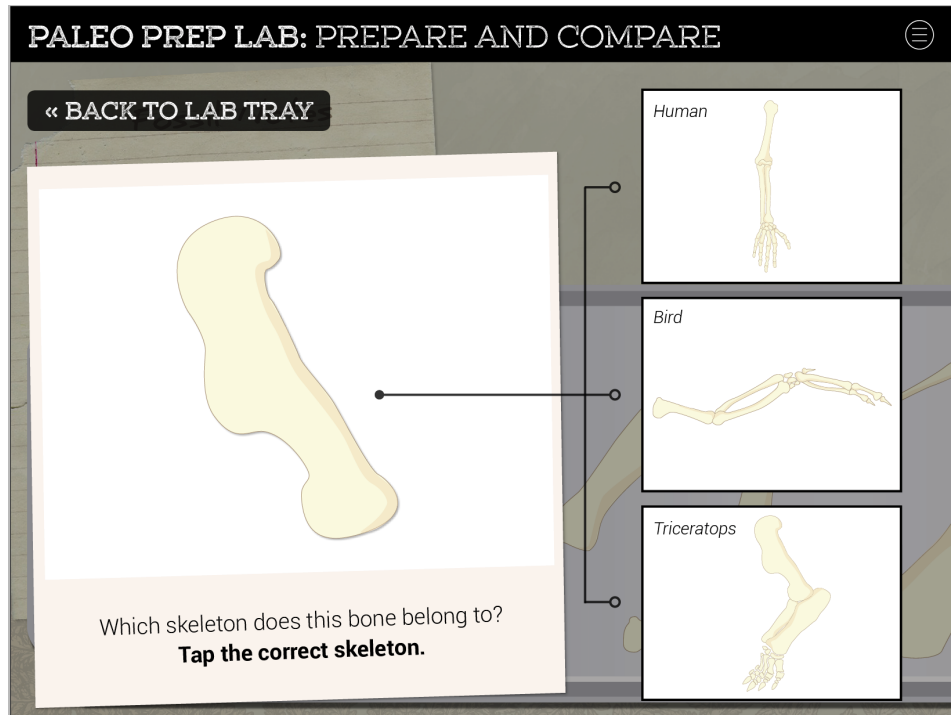 PALEO PREP LAB: PREPARE AND COMPARE
« BACK TO LAB TRAY
Which skeleton does this bone belong to?
Tap the correct skeleton.
Human
Bird
Triceratops